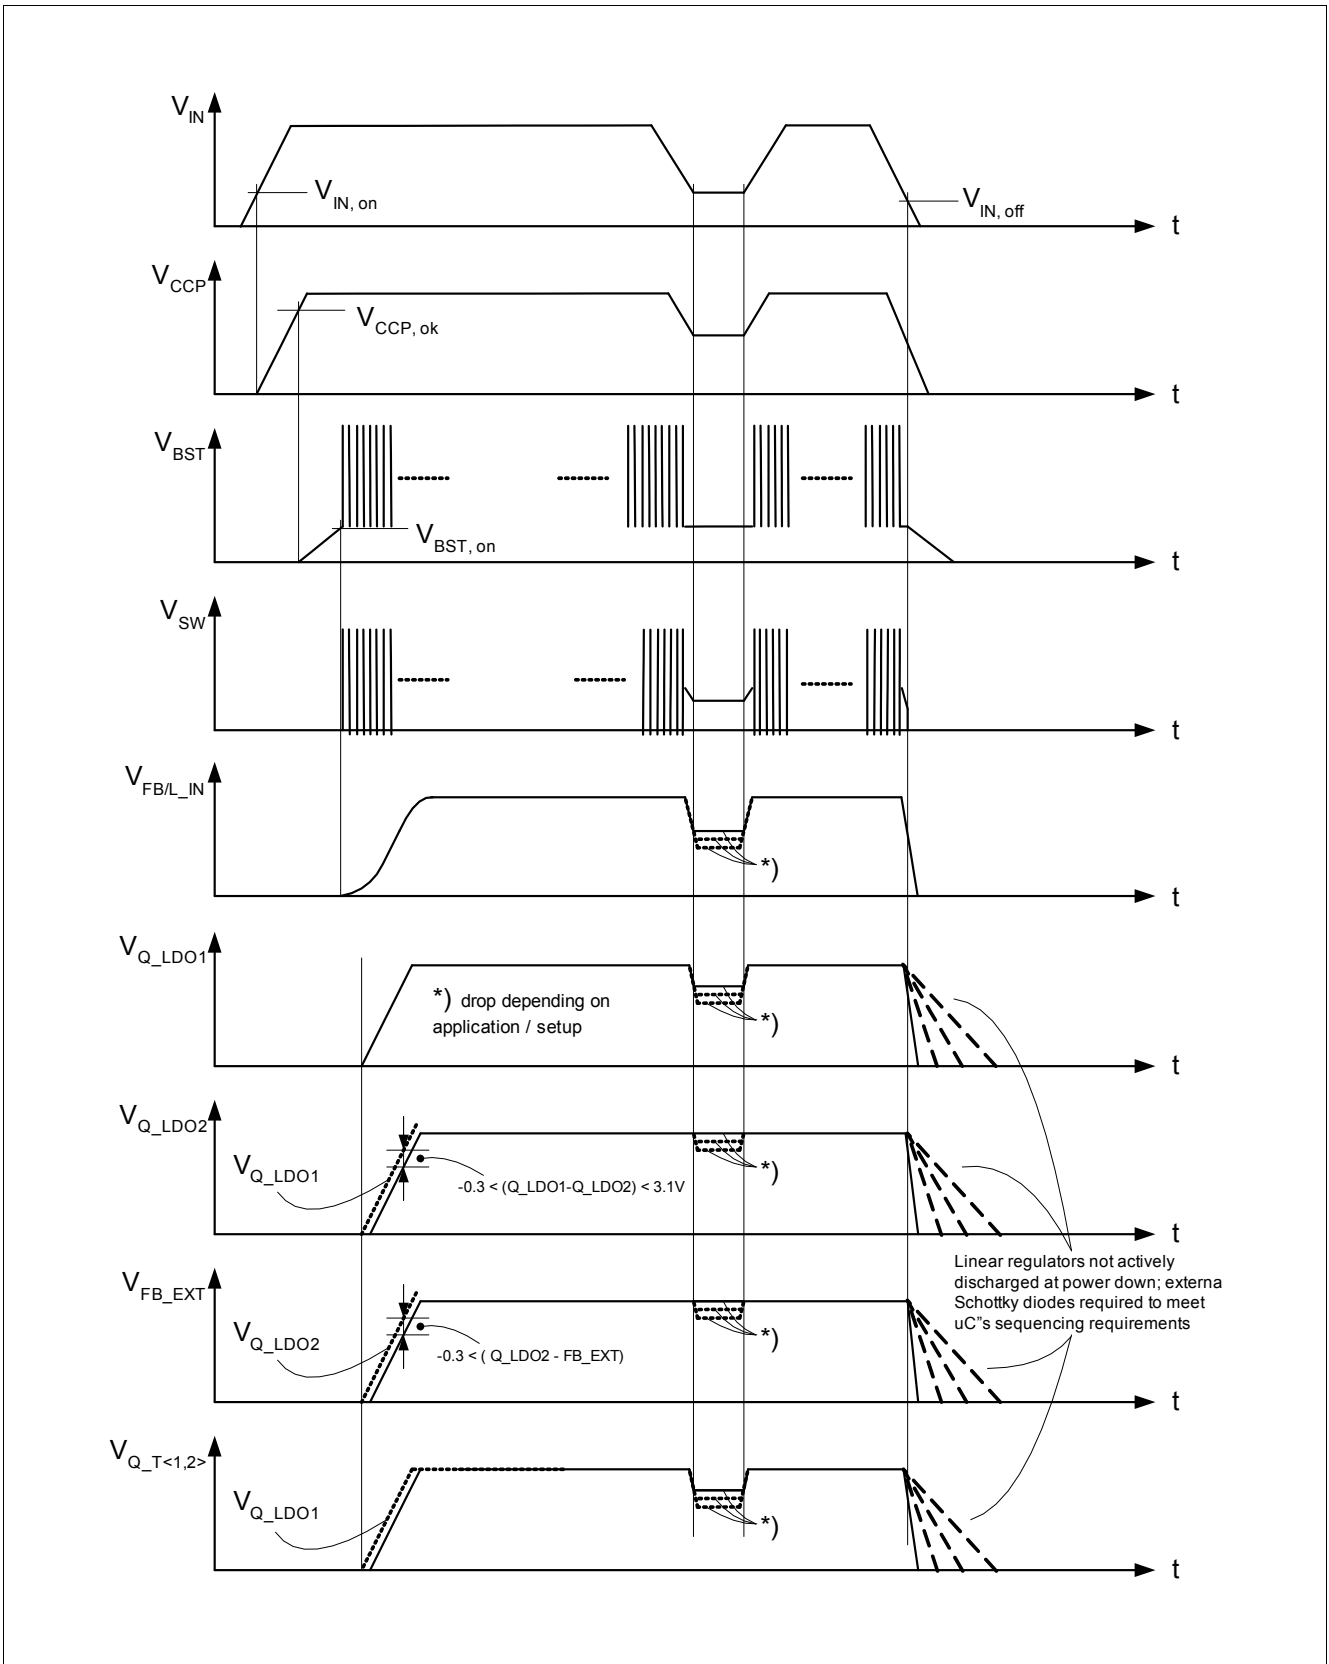 V_IN
V_IN, on
V_IN, off
t
V_CCP
V_CCP, ok
t
V_BST
V_BST, on
t
V_SW
t
V_FB/L_IN
*)
t
V_Q_LDO1
*) drop depending on
application / setup
*)
t
V_Q_LDO2
V_Q_LDO1
-0.3 < (Q_LDO1-Q_LDO2) < 3.1V
*)
t
Linear regulators not actively
discharged at power down; externa
Schottky diodes required to meet
uC"s sequencing requirements
V_FB_EXT
V_Q_LDO2
-0.3 < ( Q_LDO2 - FB_EXT)
*)
t
V_Q_T<1,2>
V_Q_LDO1
*)
t